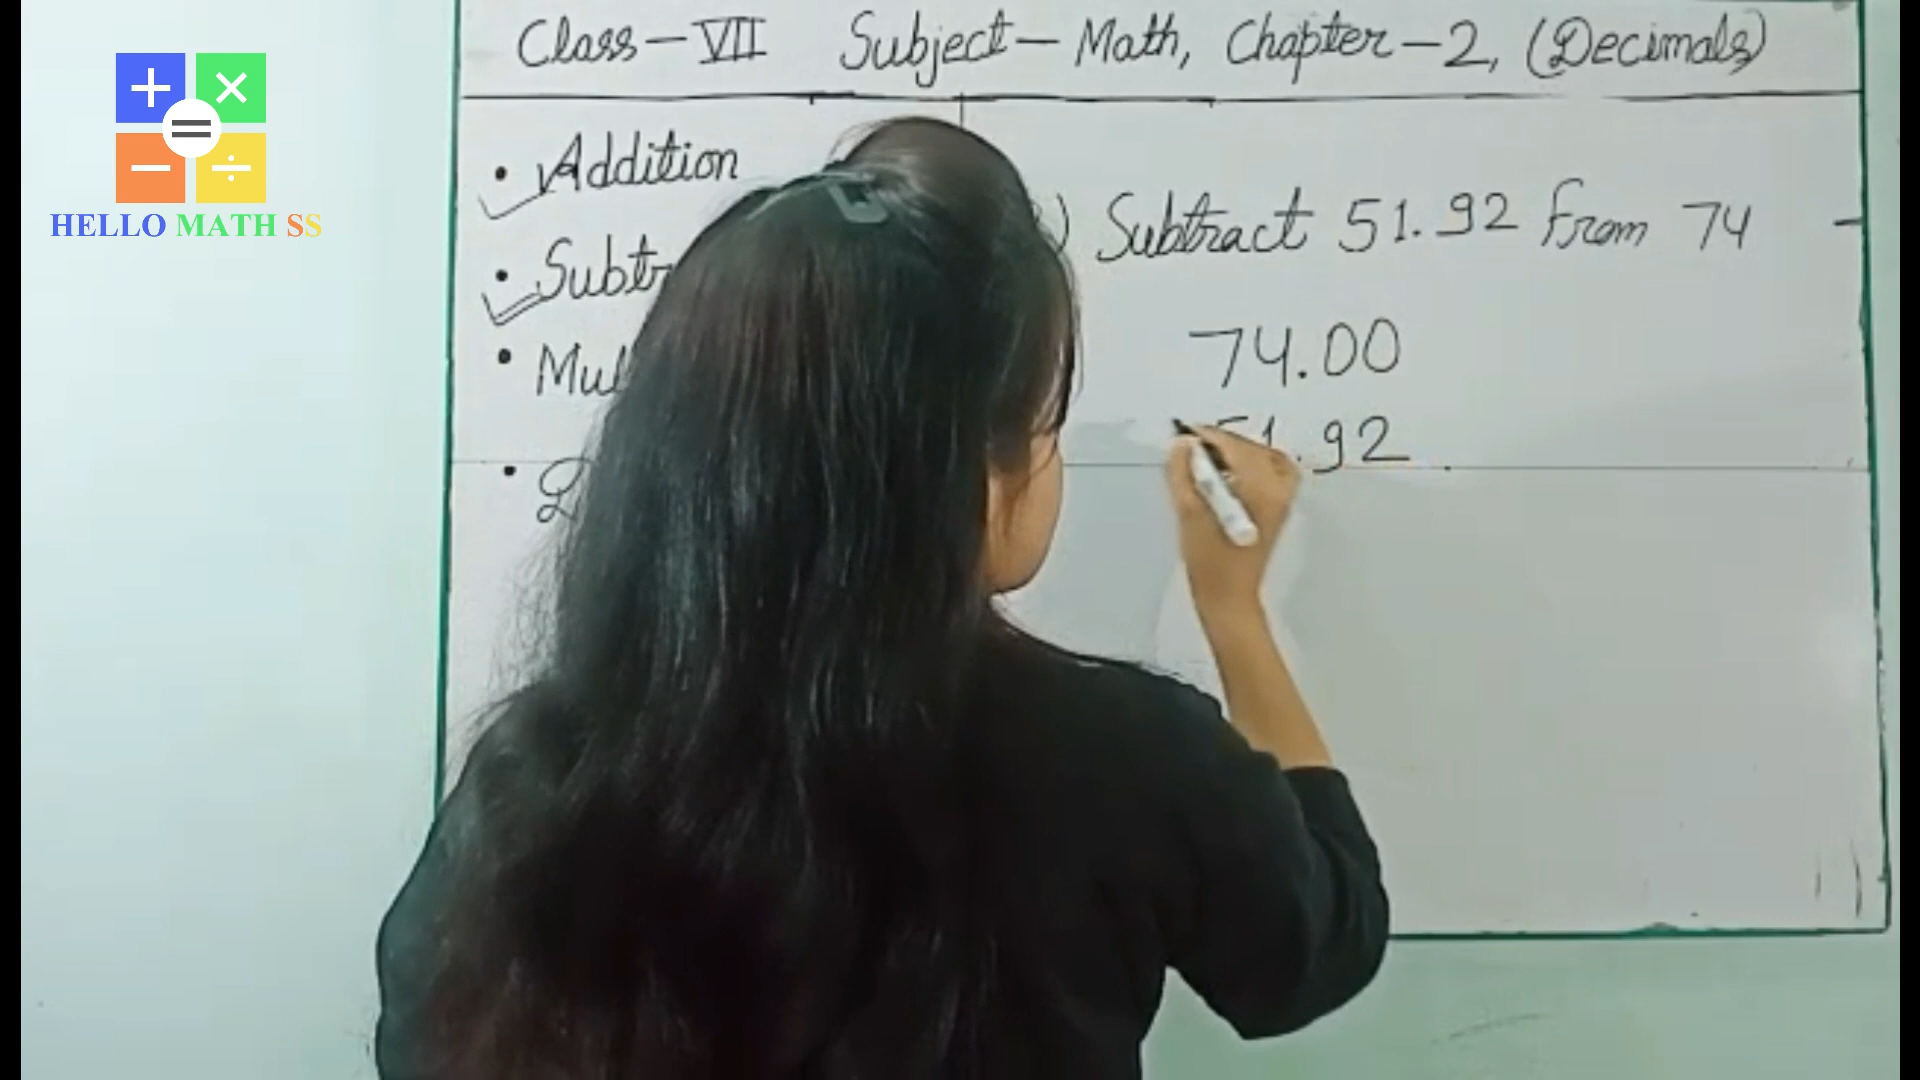 Class-VII Subject- Math, Chapter-2, (Decimals)
HELLO MATH SS
• Addition
• Subtr
• Mul
) Subtract 51.92 from 74 -
74.00
51.92